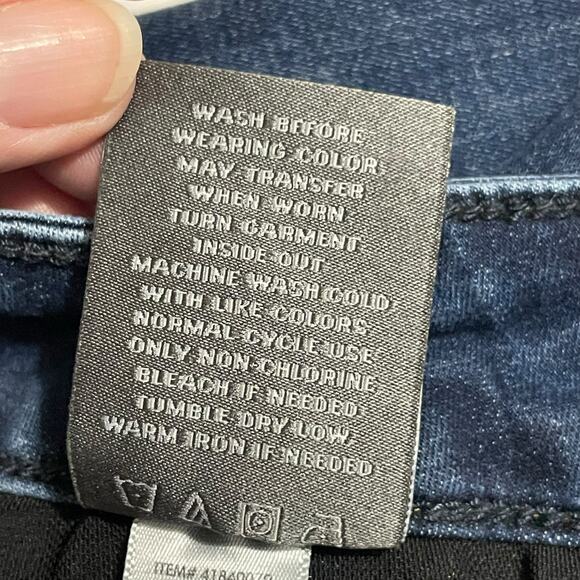 WASH BEFORE
WEARING COLOR
MAY TRANSFER
WHEN WORN
TURN GARMENT
INSIDE OUT
MACHINE WASH COLD
WITH LIKE COLORS
NORMAL CYCLE USE
ONLY NON-CHLORINE
BLEACH IF NEEDED
TUMBLE DRY LOW,
WARM IRON IF NEEDED
ITEM#